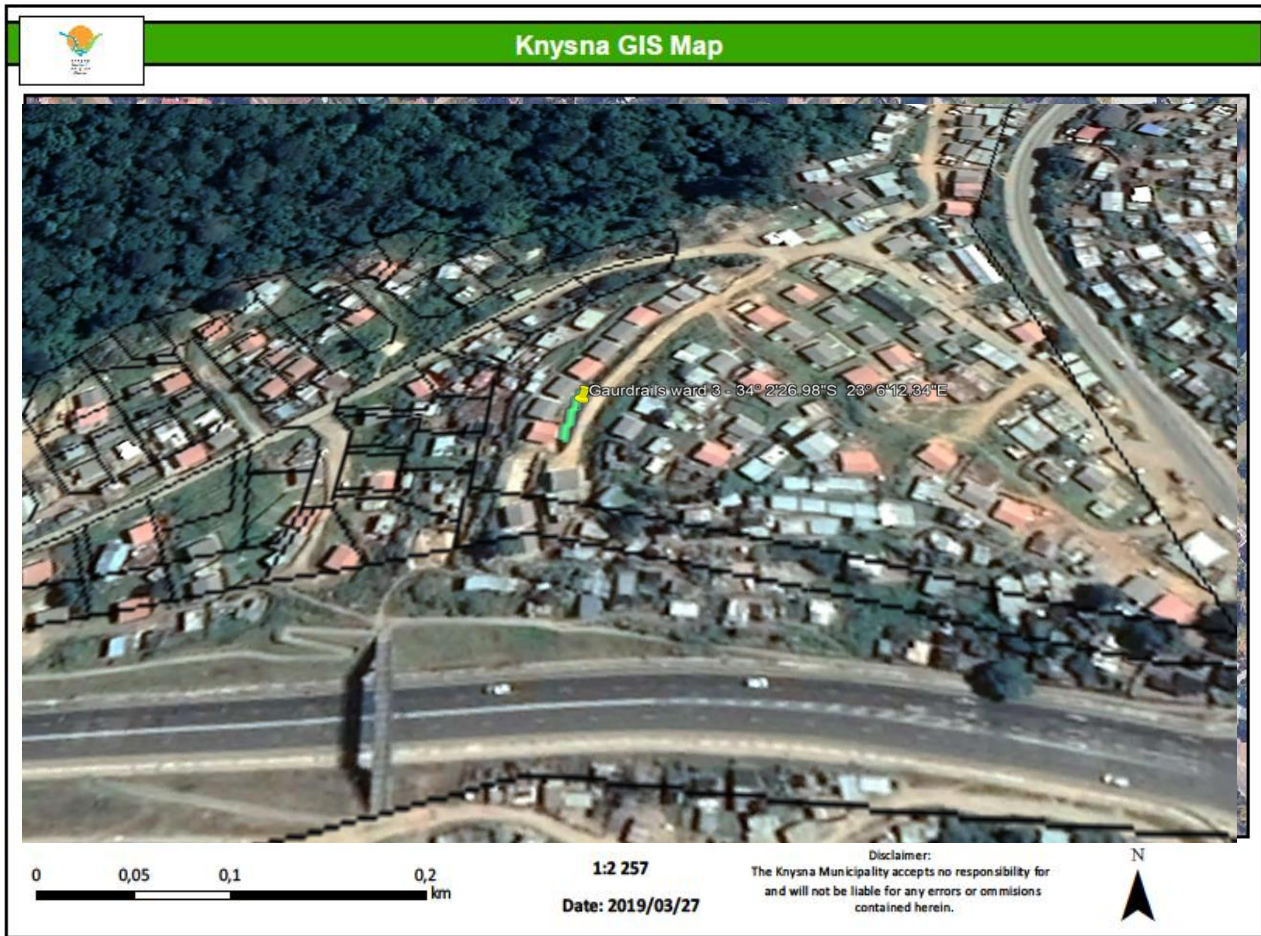 Knysna GIS Map
Gaurdrails ward 3 - 34° 2'26.98"S 23° 6'12.34"E
0 0,05 0,1 0,2
km
1:2 257
Date: 2019/03/27
Disclaimer:
The Knysna Municipality accepts no responsibility for
and will not be liable for any errors or ommisions
contained herein.
N